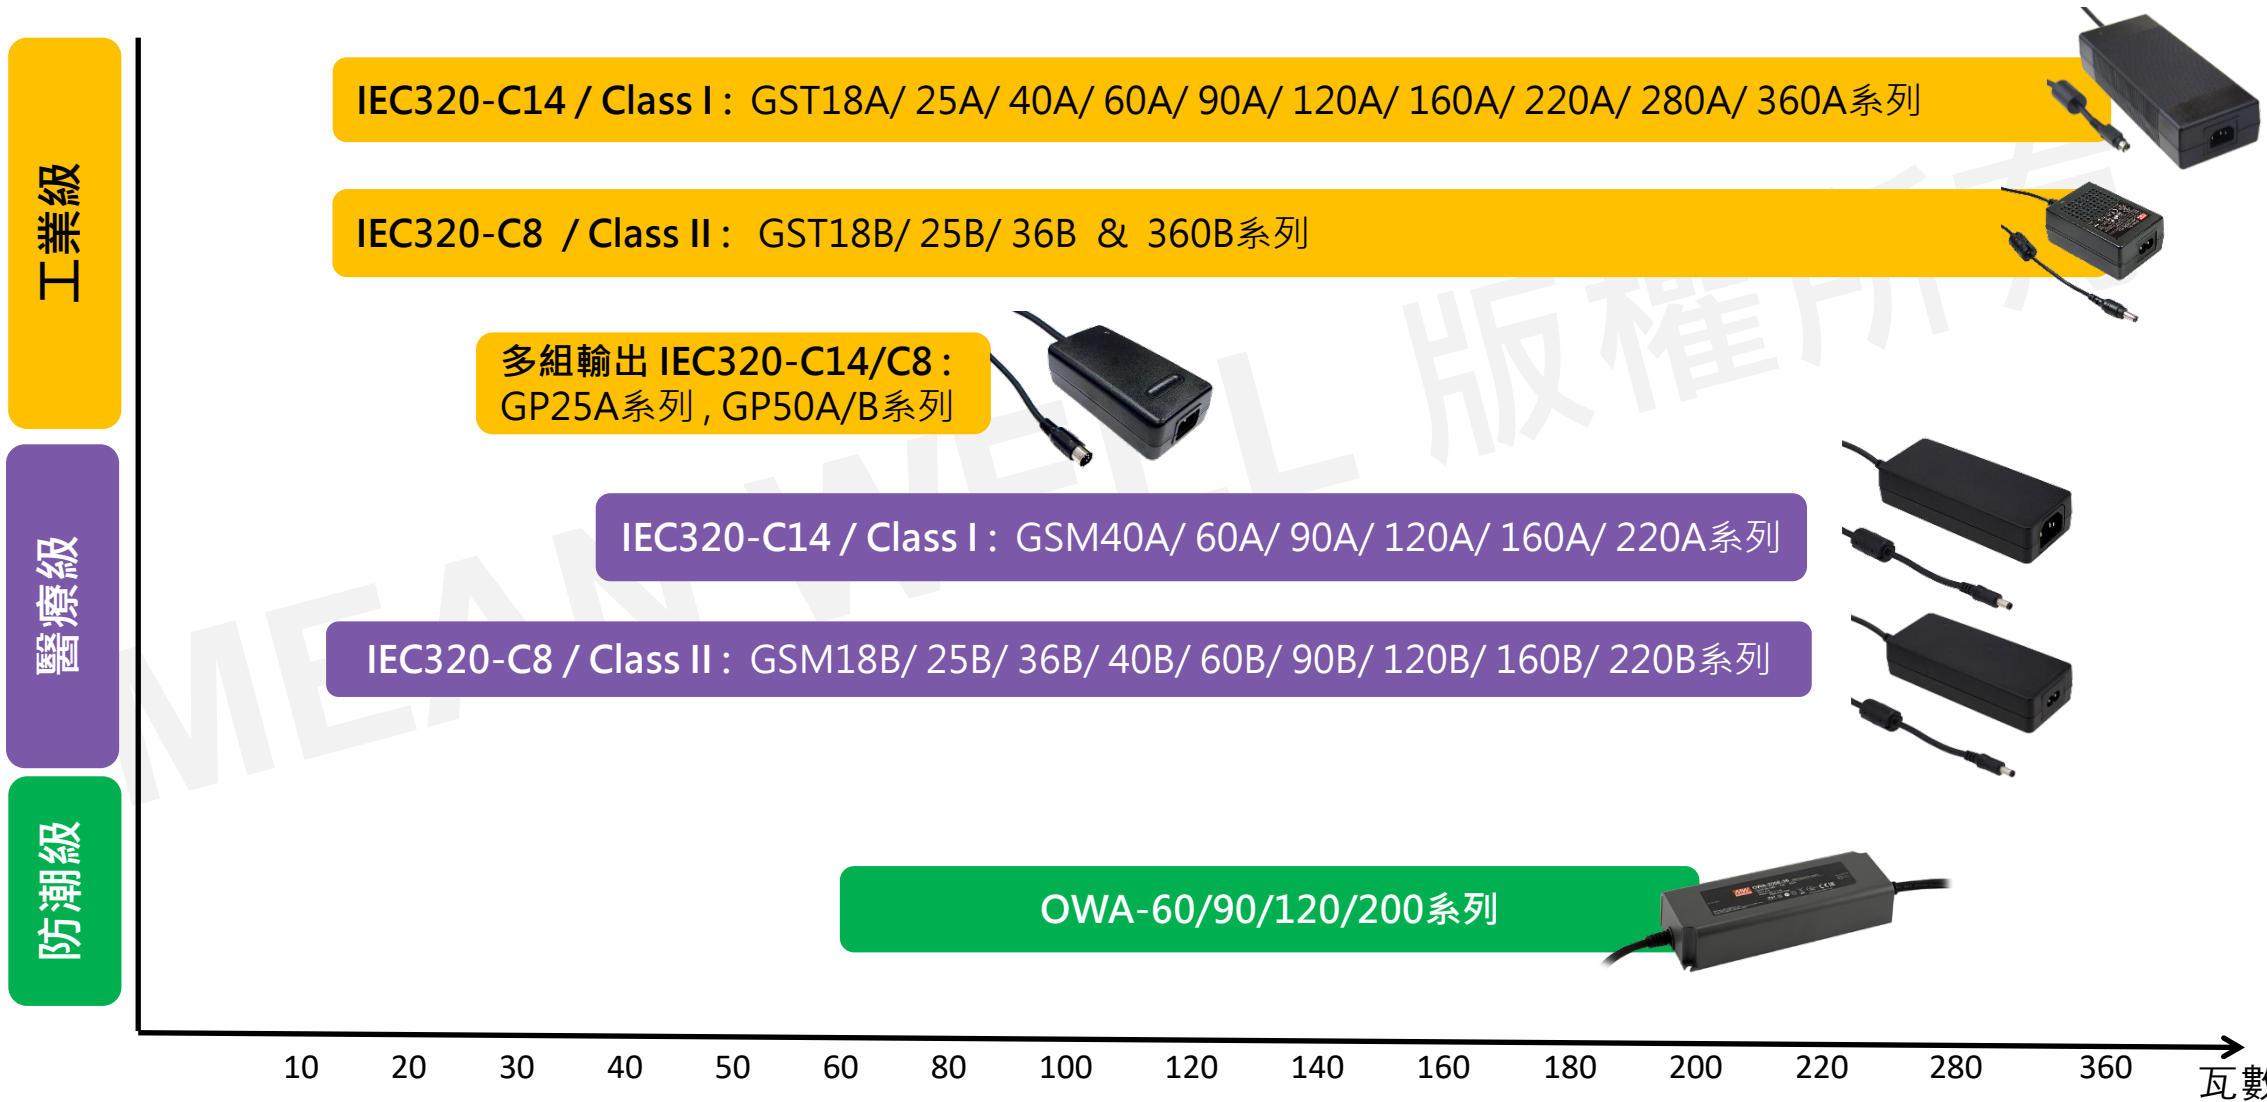 工業級
IEC320-C14 / Class I : GST18A/ 25A/ 40A/ 60A/ 90A/ 120A/ 160A/ 220A/ 280A/ 360A系列
IEC320-C8 / Class II : GST18B/ 25B/ 36B & 360B系列
多組輸出 IEC320-C14/C8 :
GP25A系列 , GP50A/B系列
醫療級
IEC320-C14 / Class I : GSM40A/ 60A/ 90A/ 120A/ 160A/ 220A系列
IEC320-C8 / Class II : GSM18B/ 25B/ 36B/ 40B/ 60B/ 90B/ 120B/ 160B/ 220B系列
防潮級
OWA-60/90/120/200系列
10 20 30 40 50 60 80 100 120 140 160 180 200 220 280 360
瓦數
MEAN WELL 版權所有